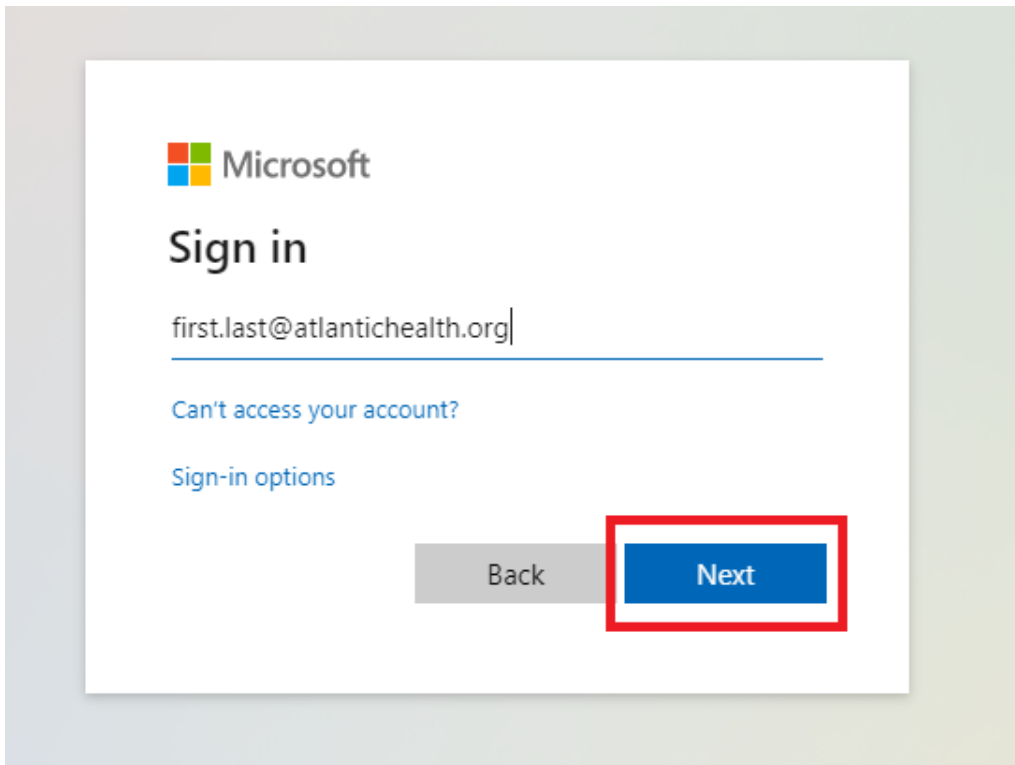 Microsoft
Sign in
first.last@atlantichealth.org
Can't access your account?
Sign-in options
Back Next